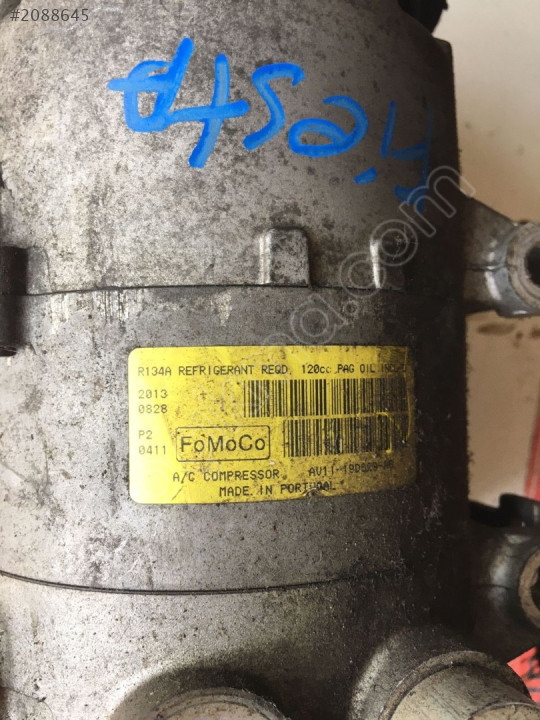 #2088645
Fiesta
R134A REFRIGERANT REQD. 120cc PAG OIL
2013
0828
P2
0411
FoMoCo
A/C COMPRESSOR
MADE IN PORTUGAL